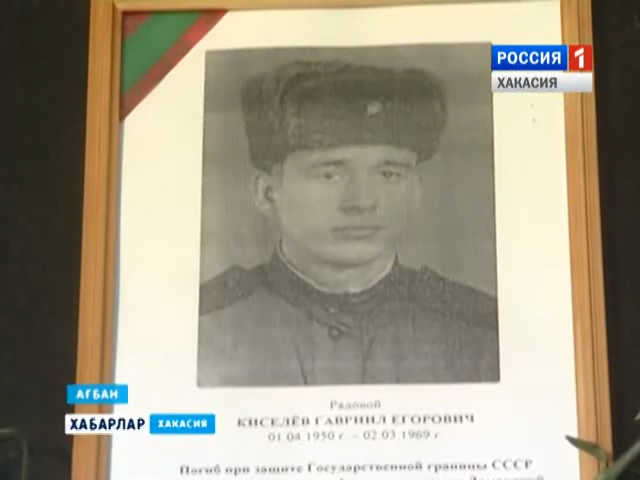 РОССИЯ 1
ХАКАСИЯ
Рядовой
КИСЕЛЁВ ГАВРИИЛ ЕГОРОВИЧ
01.04.1950 г. – 02.03.1969 г.
Погиб при защите Государственной границы СССР
АҒБАН
ХАБАРЛАР ХАКАСИЯ